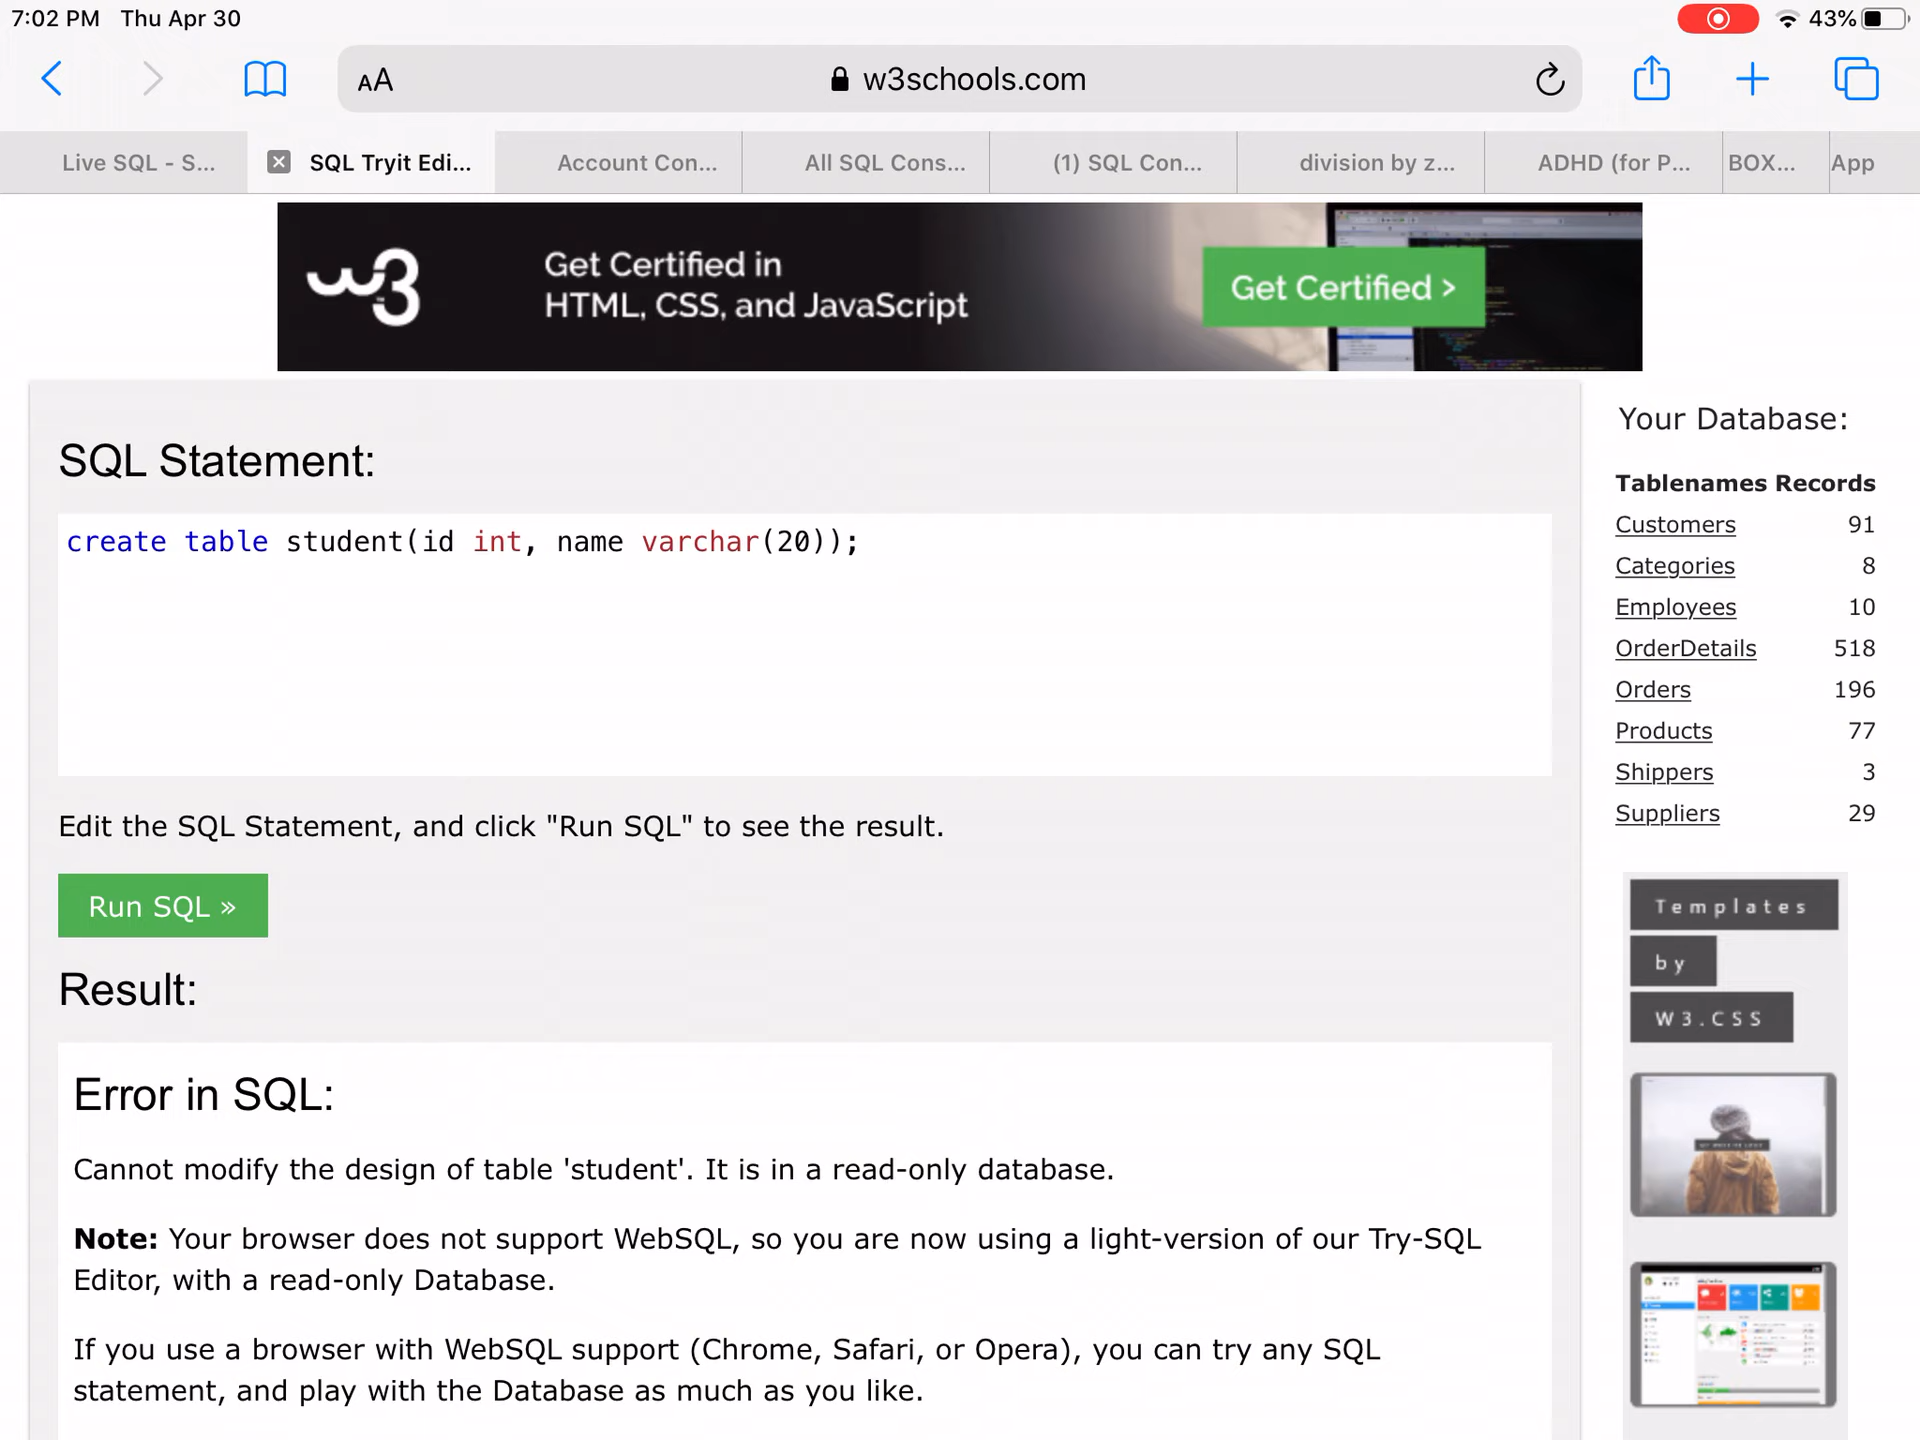 7:02 PM Thu Apr 30
43%
AA w3schools.com
Live SQL - S...
SQL Tryit Edi...
Account Con...
All SQL Cons...
(1) SQL Con...
division by z...
ADHD (for P...
BOX...
App
w3
Get Certified in
HTML, CSS, and JavaScript
Get Certified >
SQL Statement:
create table student(id int, name varchar(20));
Edit the SQL Statement, and click "Run SQL" to see the result.
Run SQL »
Result:
Error in SQL:
Cannot modify the design of table 'student'. It is in a read-only database.
Note: Your browser does not support WebSQL, so you are now using a light-version of our Try-SQL
Editor, with a read-only Database.
If you use a browser with WebSQL support (Chrome, Safari, or Opera), you can try any SQL
statement, and play with the Database as much as you like.
Your Database:
Tablenames Records
Customers 91
Categories 8
Employees 10
OrderDetails 518
Orders 196
Products 77
Shippers 3
Suppliers 29
Templates
by
W3.CSS